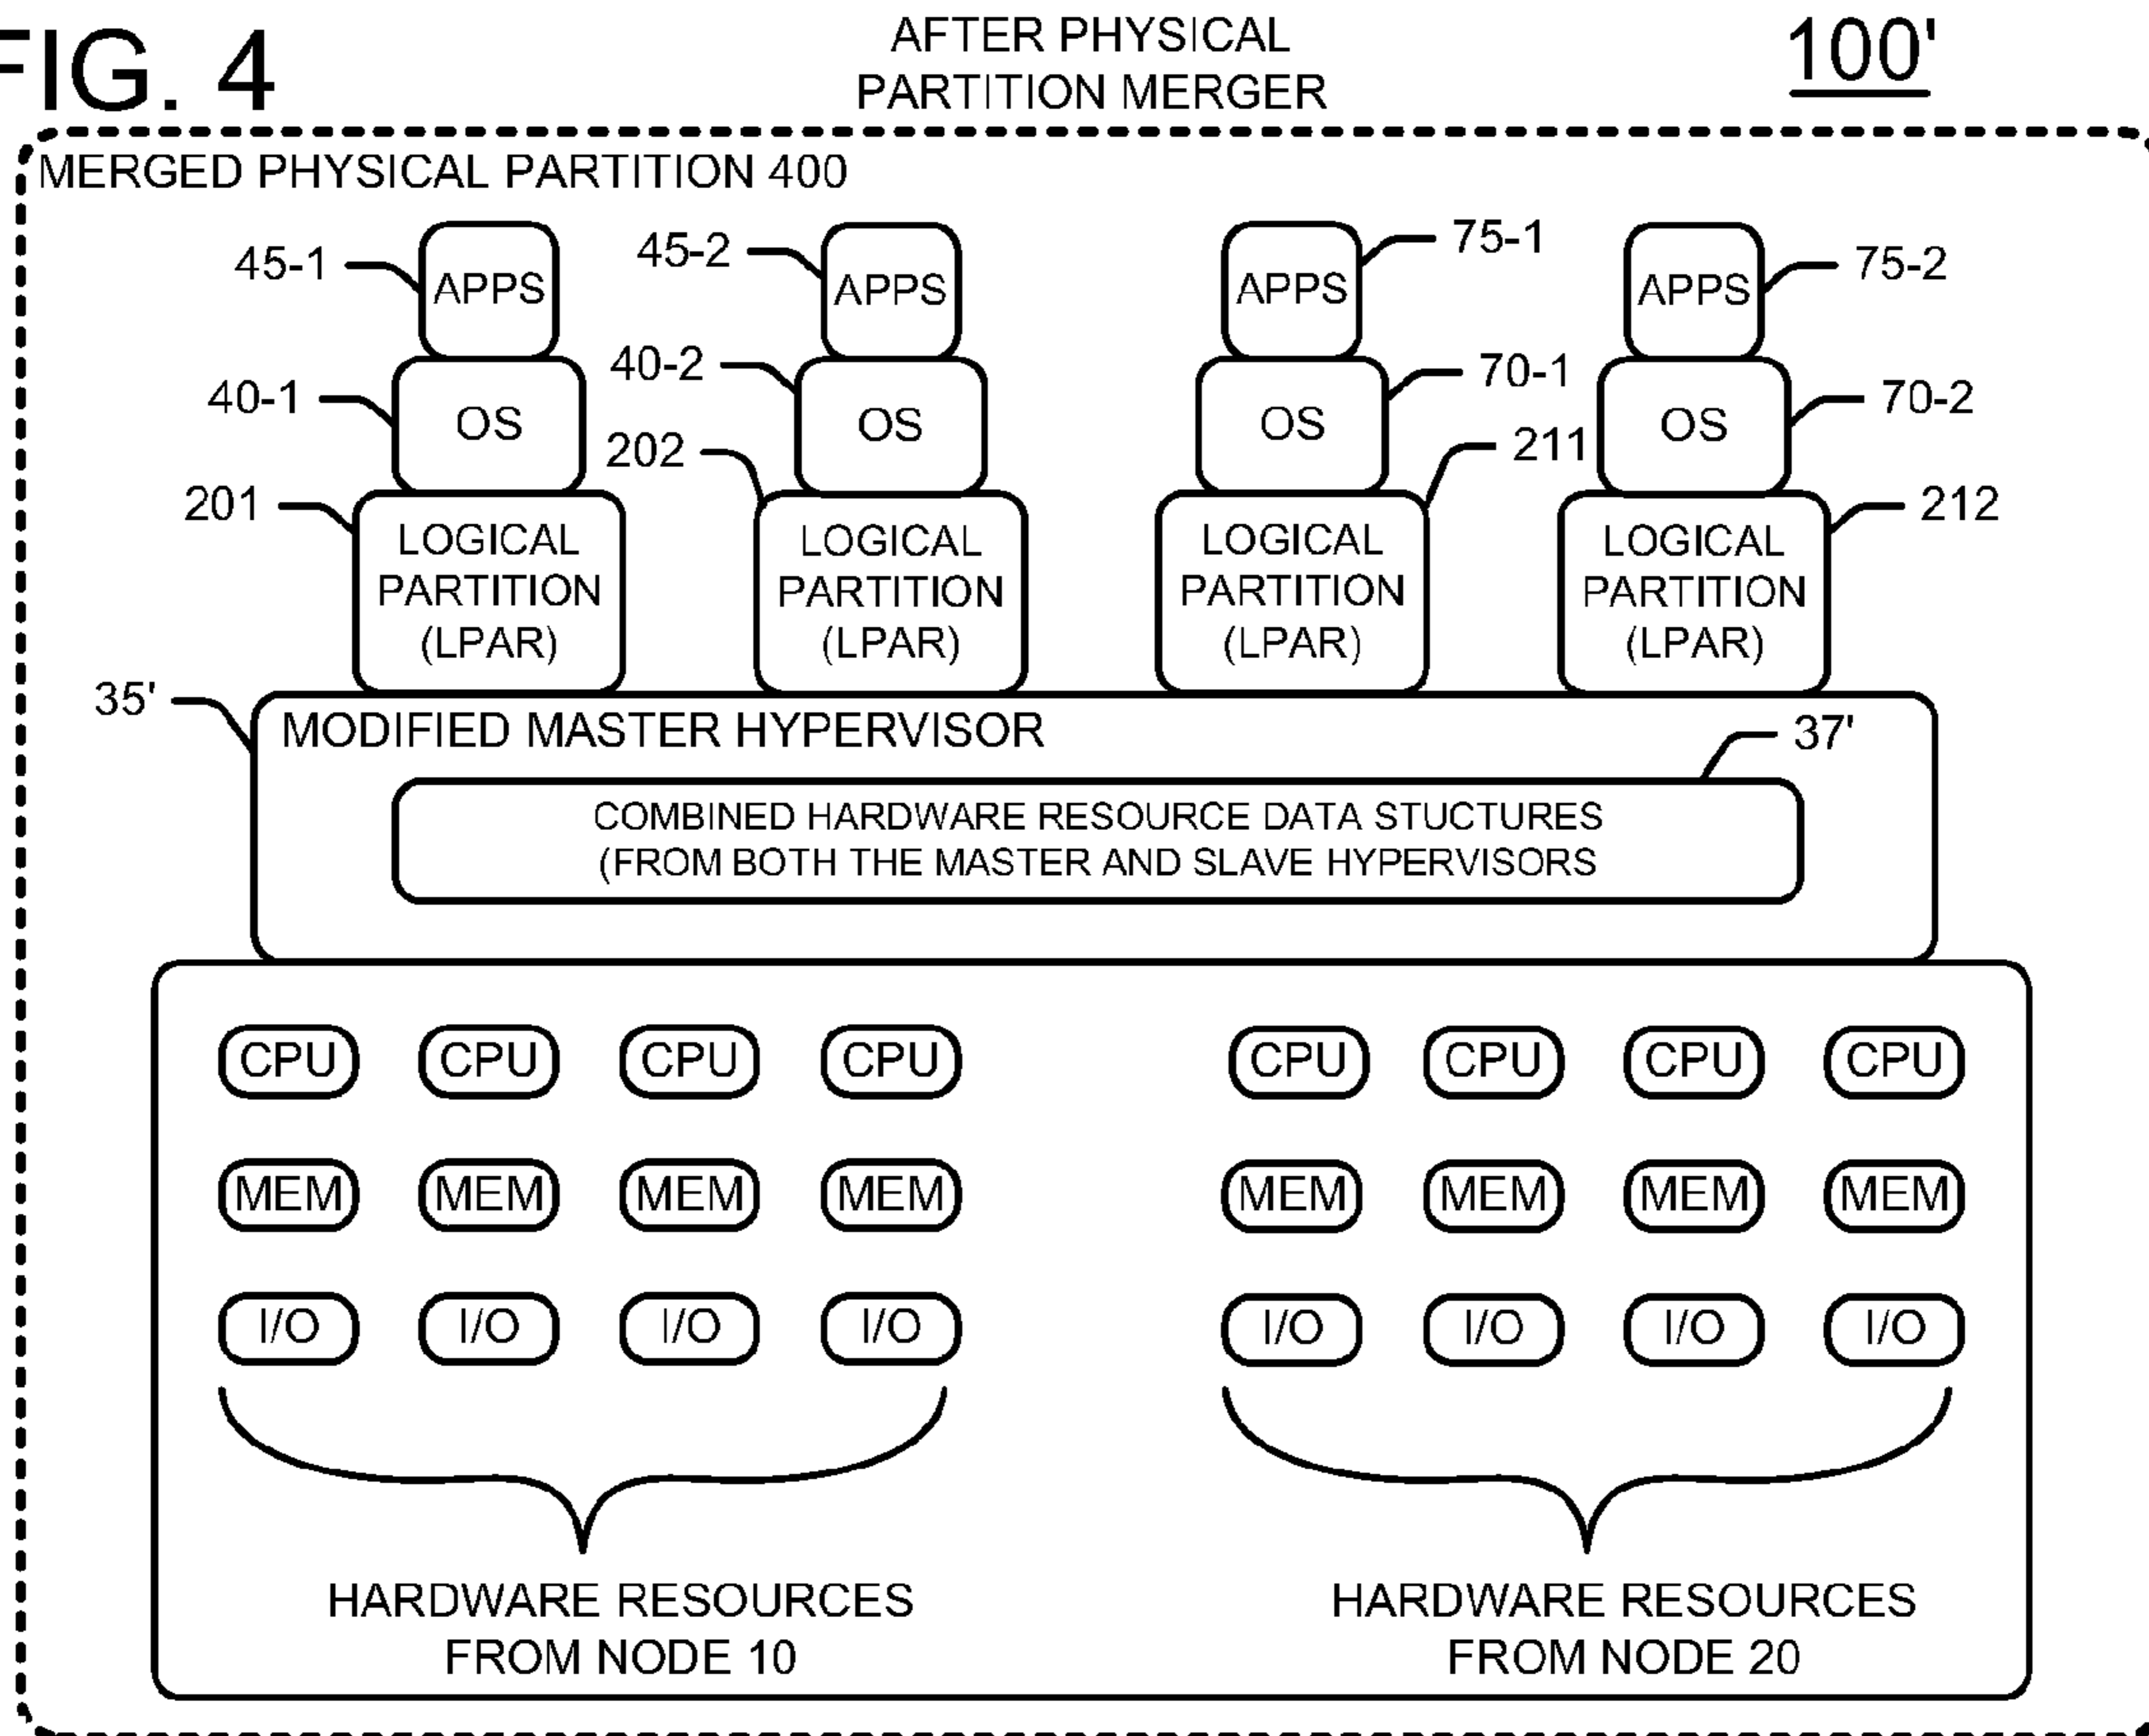 FIG. 4
AFTER PHYSICAL
PARTITION MERGER
100'
MERGED PHYSICAL PARTITION 400
45-1
APPS
45-2
APPS
75-1
APPS
75-2
APPS
40-1
OS
40-2
OS
70-1
OS
70-2
OS
201
LOGICAL
PARTITION
(LPAR)
202
LOGICAL
PARTITION
(LPAR)
211
LOGICAL
PARTITION
(LPAR)
212
LOGICAL
PARTITION
(LPAR)
35'
MODIFIED MASTER HYPERVISOR
37'
COMBINED HARDWARE RESOURCE DATA STUCTURES
(FROM BOTH THE MASTER AND SLAVE HYPERVISORS
CPU CPU CPU CPU CPU CPU CPU CPU
MEM MEM MEM MEM MEM MEM MEM MEM
I/O I/O I/O I/O I/O I/O I/O I/O
HARDWARE RESOURCES
FROM NODE 10
HARDWARE RESOURCES
FROM NODE 20